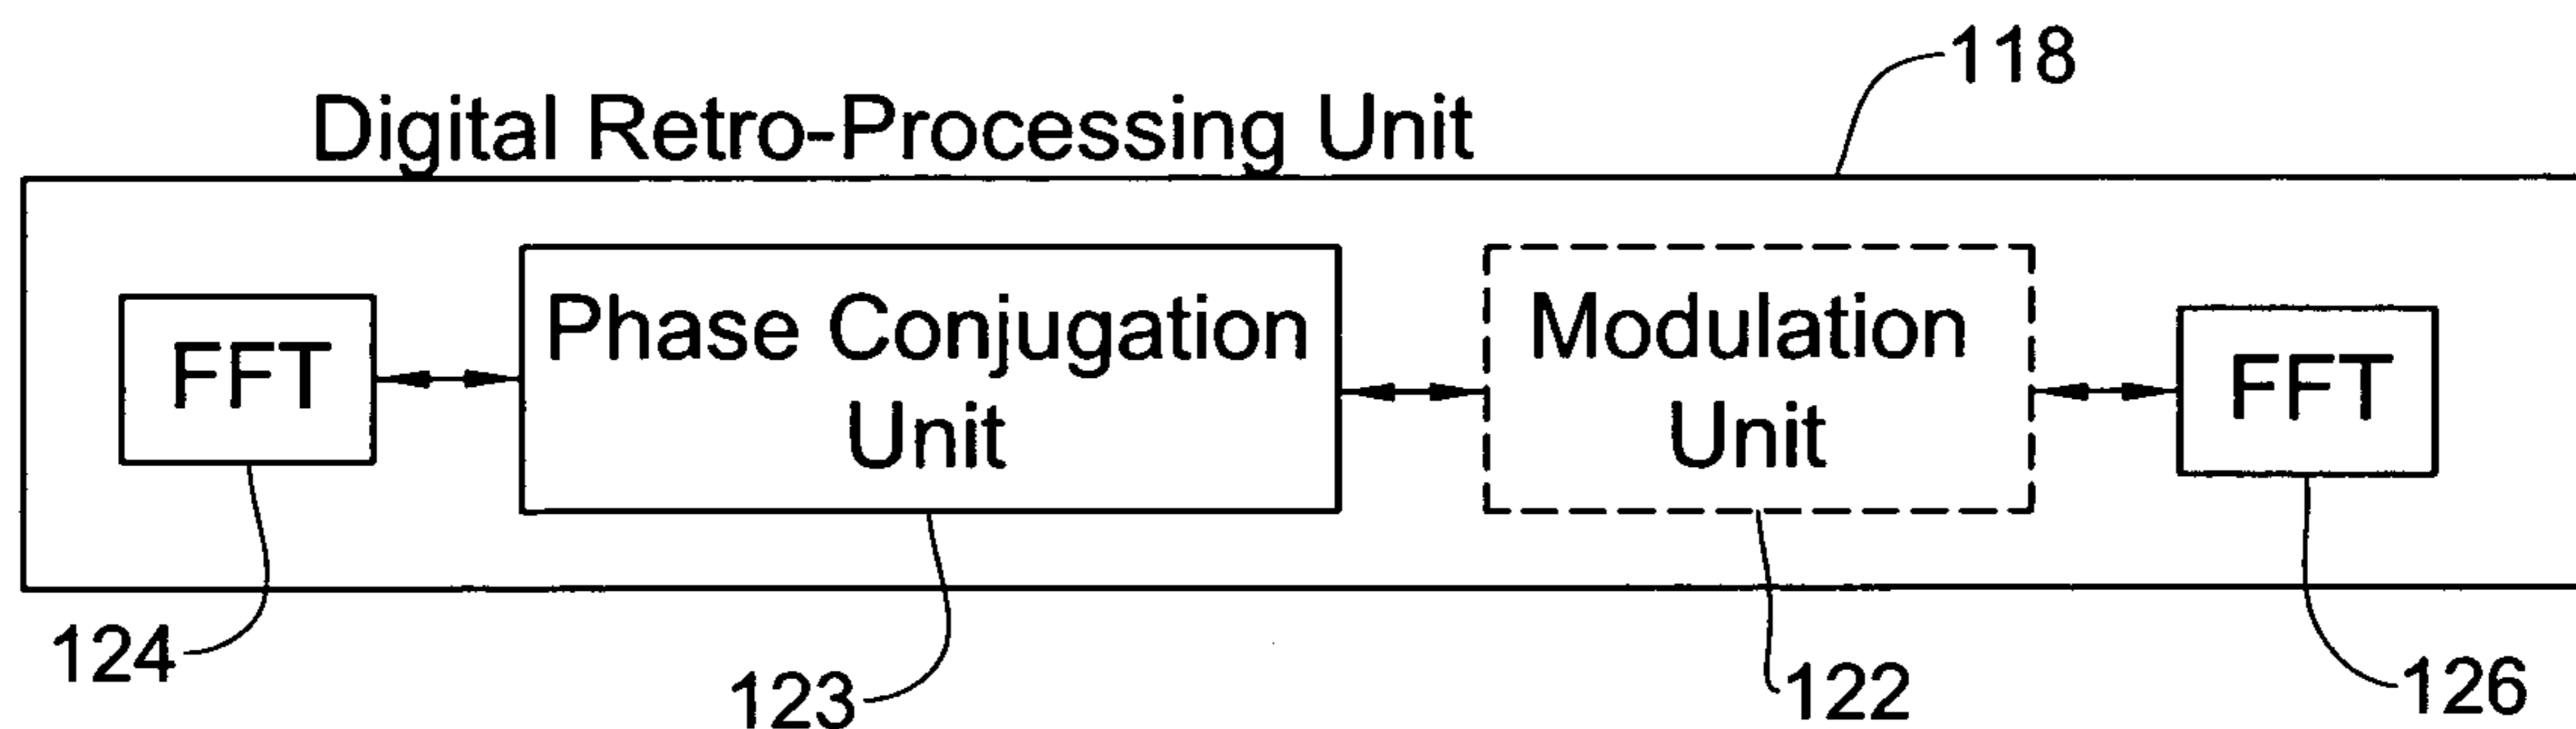 118
Digital Retro-Processing Unit
FFT
Phase Conjugation
Unit
Modulation
Unit
FFT
124
123
122
126